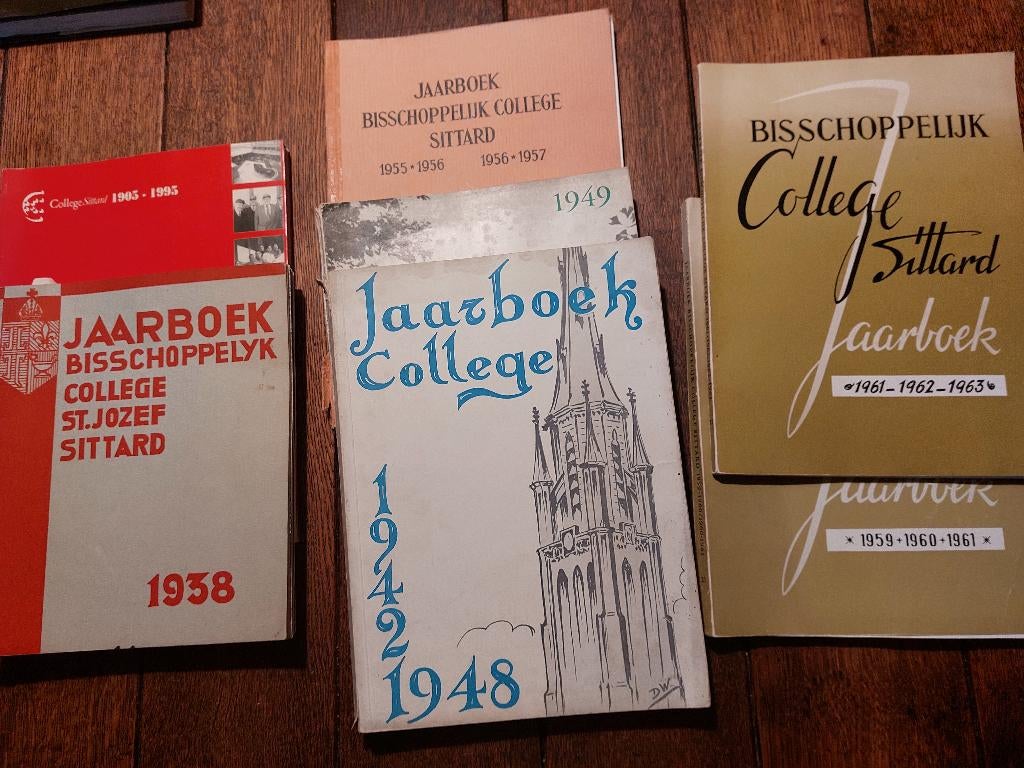 College Sittard 1905 - 1995
JAARBOEK
BISSCHOPPELYK
COLLEGE
ST. JOZEF
SITTARD
1938
JAARBOEK
BISSCHOPPELIJK COLLEGE
SITTARD
1955 * 1956 1956 * 1957
1949
Jaarboek
College
1942
1948
DW
BISSCHOPPELIJK
College
Sittard
Jaarboek
1961-1962-1963
Jaarboek
* 1959+1960+1961 *